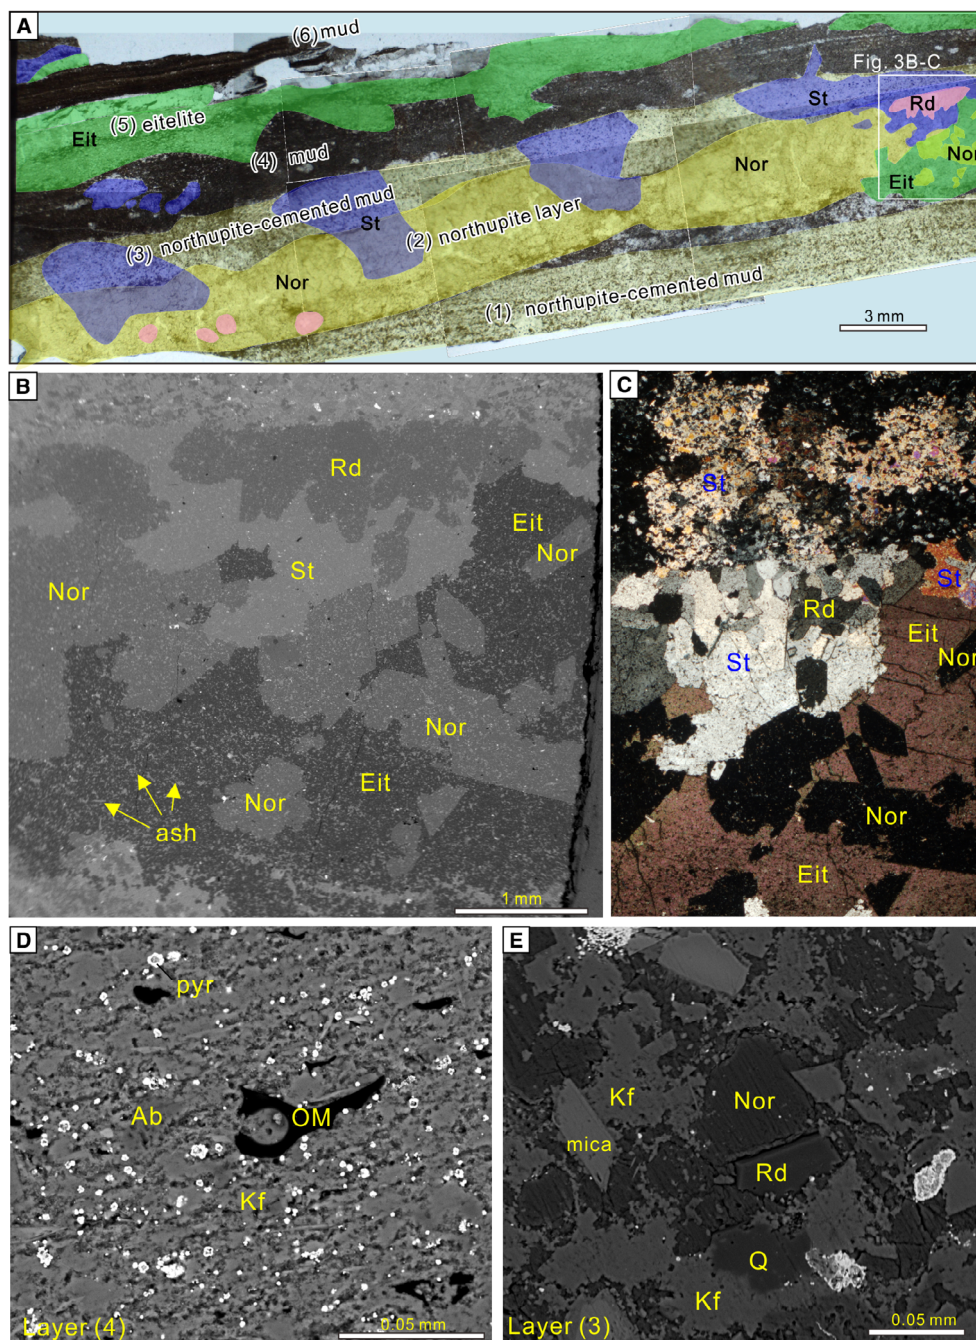 A
(6) mud
Fig. 3B-C
St
Rd
(5) eitelite
Eit
(4) mud
Nor
Nor
Eit
(3) northupite-cemented mud
St
(2) northupite layer
Nor
(1) northupite-cemented mud
3 mm
B
Rd
Eit
Nor
St
Nor
Nor
Eit
Nor
ash
1 mm
C
St
St
Rd
Eit
Nor
St
Nor
Eit
D
pyr
Ab
OM
Kf
Layer (4)
0.05 mm
E
Kf
Nor
mica
Rd
Q
Kf
Layer (3)
0.05 mm